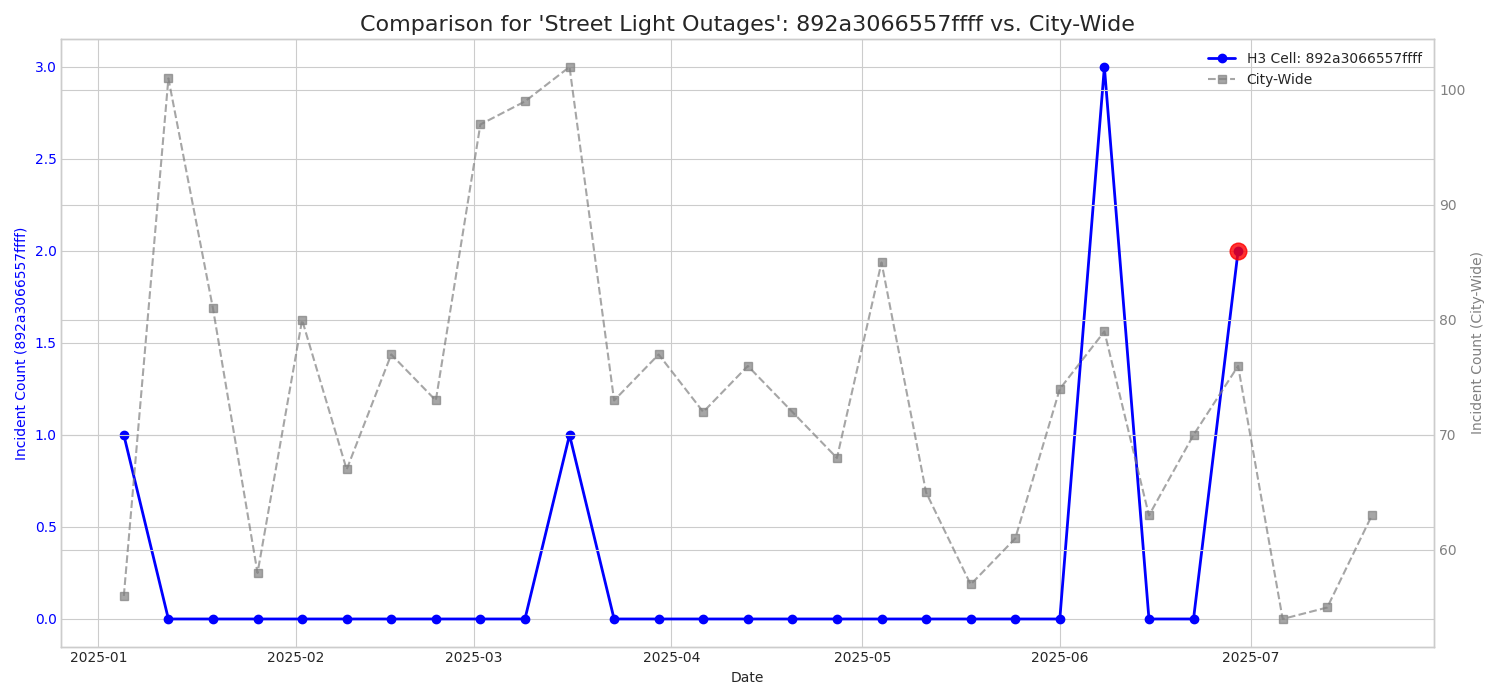 Comparison for 'Street Light Outages': 892a3066557ffff vs. City-Wide
H3 Cell: 892a3066557ffff
City-Wide
Incident Count (892a3066557ffff)
3.0
2.5
2.0
1.5
1.0
0.5
0.0
100
90
80
70
60
Incident Count (City-Wide)
2025-01 2025-02 2025-03 2025-04 2025-05 2025-06 2025-07
Date